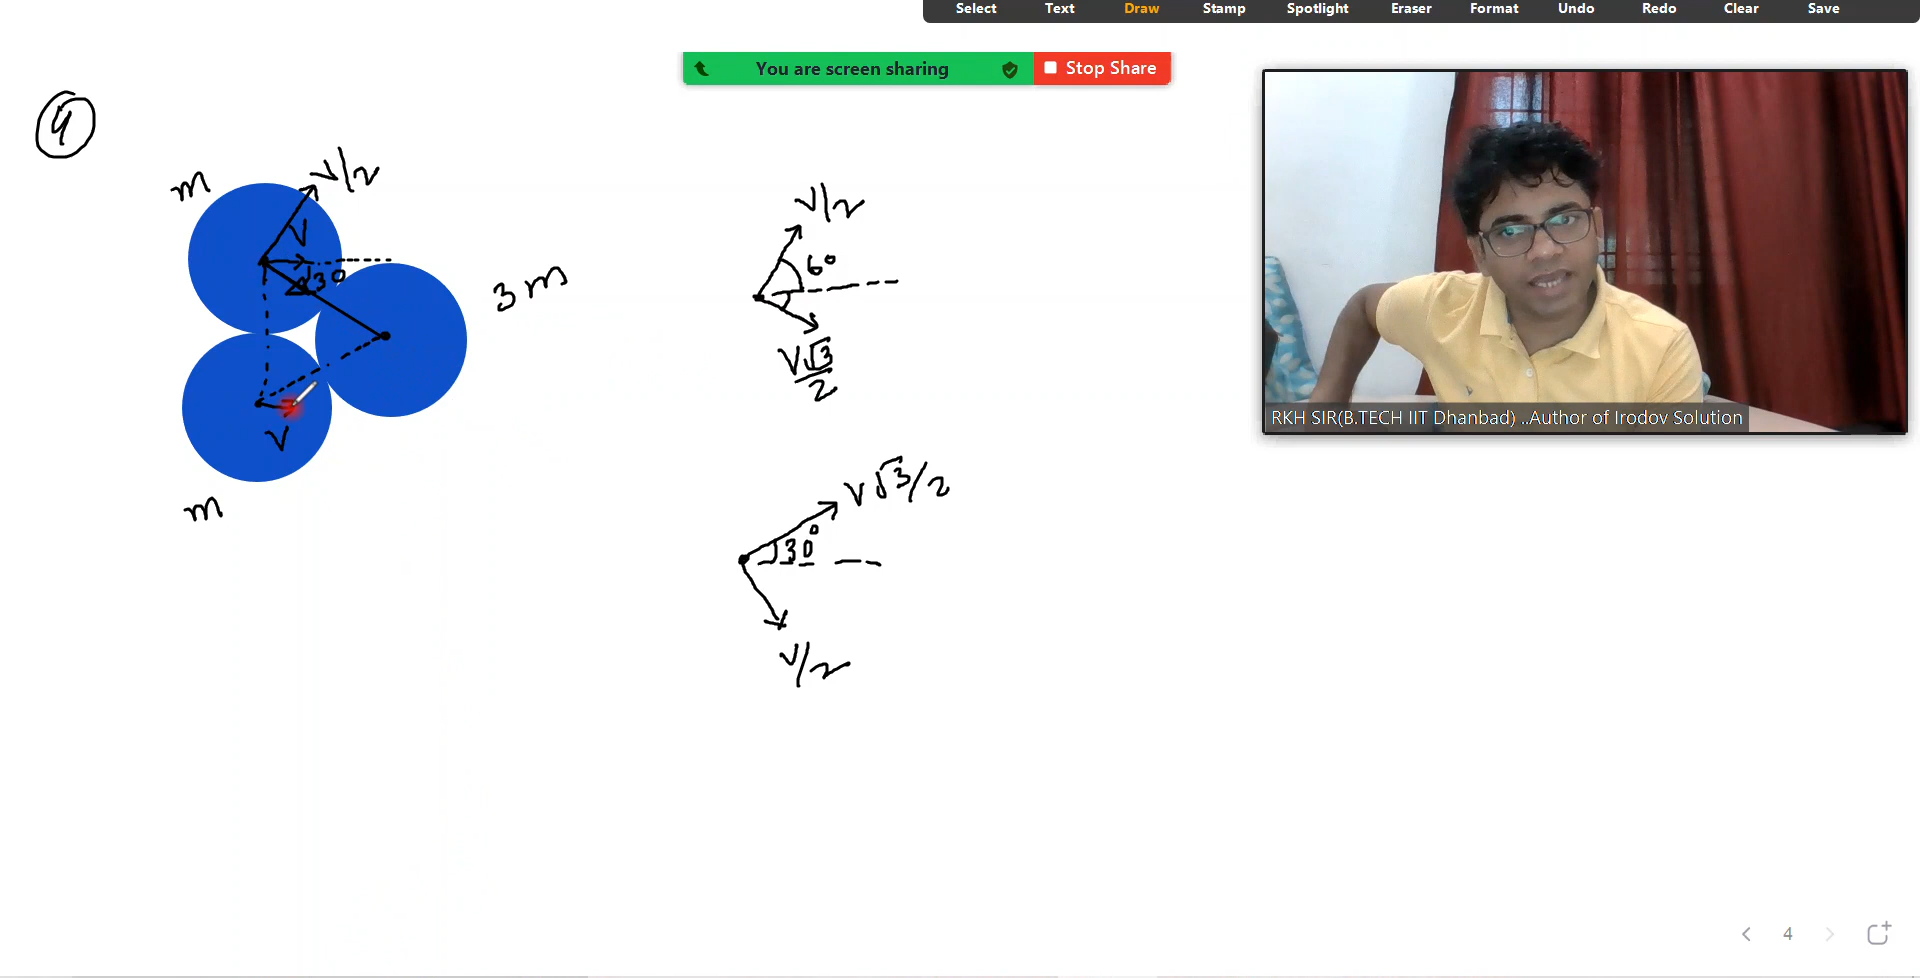 Select Text Draw Stamp Spotlight Eraser Format Undo Redo Clear Save
You are screen sharing Stop Share
4
m
V/2
V
30
3m
V
m
V/2
60
V√3/2
V√3/2
30°
V/2
RKH SIR(B.TECH IIT Dhanbad) ..Author of Irodov Solution
4